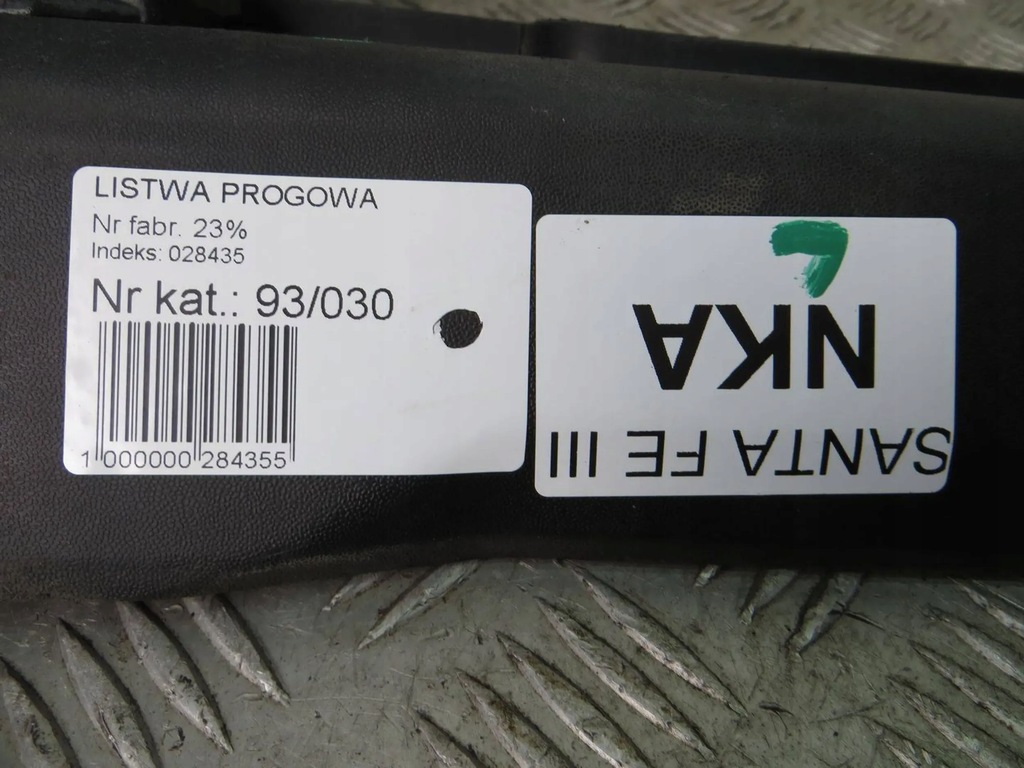 LISTWA PROGOWA
Nr fabr. 23%
Indeks: 028435
Nr kat.: 93/030
1 000000 284355
SANTA FE III
NKA
L